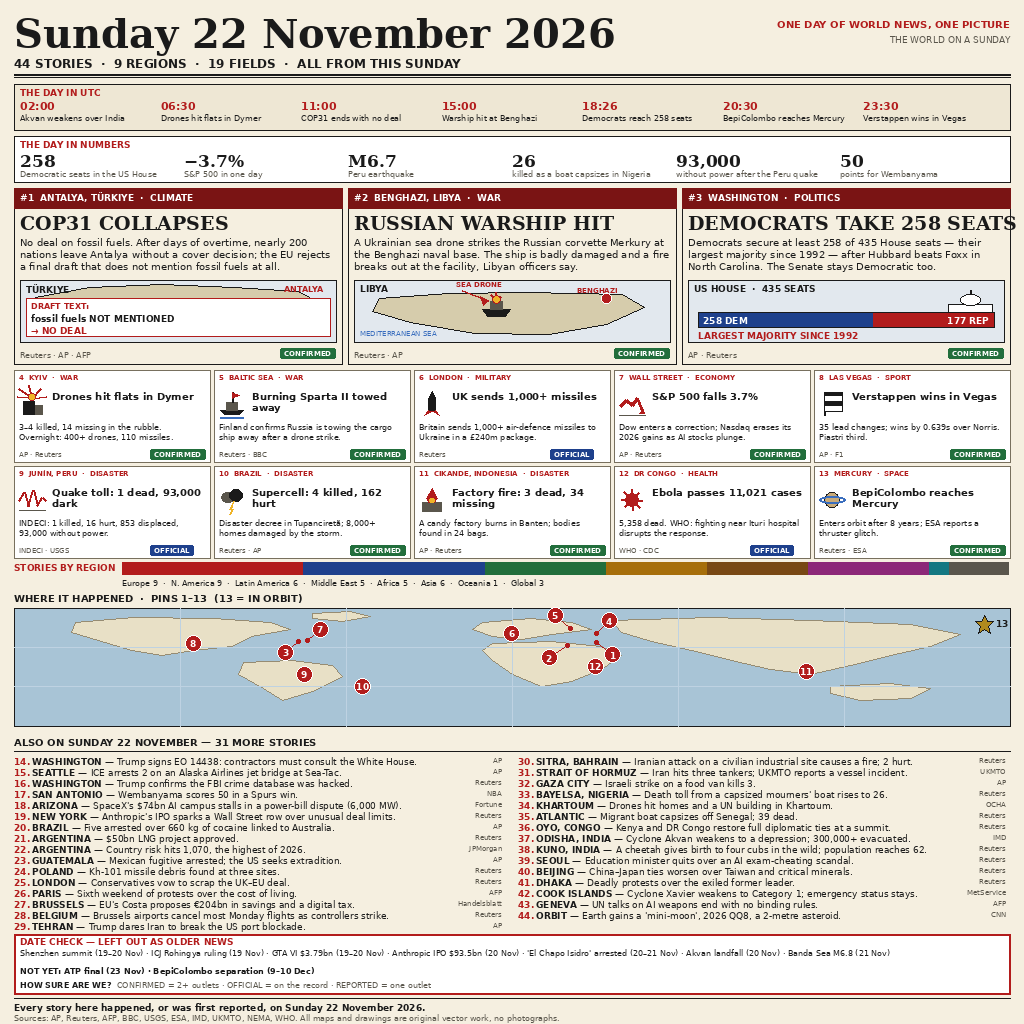 Sunday 22 November 2026
ONE DAY OF WORLD NEWS, ONE PICTURE
THE WORLD ON A SUNDAY
44 STORIES · 9 REGIONS · 19 FIELDS · ALL FROM THIS SUNDAY
THE DAY IN UTC
02:00 06:30 11:00 15:00 18:26 20:30 23:30
Akvan weakens over India Drones hit flats in Dymer COP31 ends with no deal Warship hit at Benghazi Democrats reach 258 seats BepiColombo reaches Mercury Verstappen wins in Vegas
THE DAY IN NUMBERS
258 −3.7% M6.7 26 93,000 50
Democratic seats in the US House S&P 500 in one day Peru earthquake killed as a boat capsizes in Nigeria without power after the Peru quake points for Wembanyama
#1 ANTALYA, TÜRKIYE · CLIMATE
COP31 COLLAPSES
No deal on fossil fuels. After days of overtime, nearly 200
nations leave Antalya without a cover decision; the EU rejects
a final draft that does not mention fossil fuels at all.
TÜRKIYE
ANTALYA
DRAFT TEXT:
fossil fuels NOT MENTIONED
→ NO DEAL
Reuters · AP · AFP
CONFIRMED
#2 BENGHAZI, LIBYA · WAR
RUSSIAN WARSHIP HIT
A Ukrainian sea drone strikes the Russian corvette Merkury at
the Benghazi naval base. The ship is badly damaged and a fire
breaks out at the facility, Libyan officers say.
LIBYA
SEA DRONE
BENGHAZI
MEDITERRANEAN SEA
Reuters · AP
CONFIRMED
#3 WASHINGTON · POLITICS
DEMOCRATS TAKE 258 SEATS
Democrats secure at least 258 of 435 House seats — their
largest majority since 1992 — after Hubbard beats Foxx in
North Carolina. The Senate stays Democratic too.
US HOUSE · 435 SEATS
258 DEM
177 REP
LARGEST MAJORITY SINCE 1992
AP · Reuters
CONFIRMED
4 KYIV · WAR
Drones hit flats in Dymer
3–4 killed, 14 missing in the rubble.
Overnight: 400+ drones, 110 missiles.
AP · Reuters
CONFIRMED
5 BALTIC SEA · WAR
Burning Sparta II towed
away
Finland confirms Russia is towing the cargo
ship away after a drone strike.
Reuters · BBC
CONFIRMED
6 LONDON · MILITARY
UK sends 1,000+ missiles
Britain sends 1,000+ air-defence missiles to
Ukraine in a £240m package.
Reuters
OFFICIAL
7 WALL STREET · ECONOMY
S&P 500 falls 3.7%
Dow enters a correction; Nasdaq erases its
2026 gains as AI stocks plunge.
AP · Reuters
CONFIRMED
8 LAS VEGAS · SPORT
Verstappen wins in Vegas
35 lead changes; wins by 0.639s over Norris.
Piastri third.
AP · F1
CONFIRMED
9 JUNÍN, PERU · DISASTER
Quake toll: 1 dead, 93,000
dark
INDECI: 1 killed, 16 hurt, 853 displaced,
93,000 without power.
INDECI · USGS
OFFICIAL
10 BRAZIL · DISASTER
Supercell: 4 killed, 162
hurt
Disaster decree in Tupanciretã; 8,000+
homes damaged by the storm.
Reuters · AP
CONFIRMED
11 CIKANDE, INDONESIA · DISASTER
Factory fire: 3 dead, 34
missing
A candy factory burns in Banten; bodies
found in 24 bags.
AP · Reuters
CONFIRMED
12 DR CONGO · HEALTH
Ebola passes 11,021 cases
5,358 dead. WHO: fighting near Ituri hospital
disrupts the response.
WHO · CDC
OFFICIAL
13 MERCURY · SPACE
BepiColombo reaches
Mercury
Enters orbit after 8 years; ESA reports a
thruster glitch.
Reuters · ESA
CONFIRMED
STORIES BY REGION
Europe 9 · N. America 9 · Latin America 6 · Middle East 5 · Africa 5 · Asia 6 · Oceania 1 · Global 3
WHERE IT HAPPENED · PINS 1–13 (13 = IN ORBIT)
5
4
13
7
6
8
3
2
1
12
11
9
10
ALSO ON SUNDAY 22 NOVEMBER — 31 MORE STORIES
14. WASHINGTON — Trump signs EO 14438: contractors must consult the White House. AP
15. SEATTLE — ICE arrests 2 on an Alaska Airlines jet bridge at Sea-Tac. AP
16. WASHINGTON — Trump confirms the FBI crime database was hacked. Reuters
17. SAN ANTONIO — Wembanyama scores 50 in a Spurs win. NBA
18. ARIZONA — SpaceX's $74bn AI campus stalls in a power-bill dispute (6,000 MW). Fortune
19. NEW YORK — Anthropic's IPO sparks a Wall Street row over unusual deal limits. Reuters
20. BRAZIL — Five arrested over 660 kg of cocaine linked to Australia. AP
21. ARGENTINA — $50bn LNG project approved. Reuters
22. ARGENTINA — Country risk hits 1,070, the highest of 2026. JPMorgan
23. GUATEMALA — Mexican fugitive arrested; the US seeks extradition. AP
24. POLAND — Kh-101 missile debris found at three sites. Reuters
25. LONDON — Conservatives vow to scrap the UK–EU deal. Reuters
26. PARIS — Sixth weekend of protests over the cost of living. AFP
27. BRUSSELS — EU's Costa proposes €204bn in savings and a digital tax. Handelsblatt
28. BELGIUM — Brussels airports cancel most Monday flights as controllers strike. Reuters
29. TEHRAN — Trump dares Iran to break the US port blockade. AP
30. SITRA, BAHRAIN — Iranian attack on a civilian industrial site causes a fire; 2 hurt. Reuters
31. STRAIT OF HORMUZ — Iran hits three tankers; UKMTO reports a vessel incident. UKMTO
32. GAZA CITY — Israeli strike on a food van kills 3. AP
33. BAYELSA, NIGERIA — Death toll from a capsized mourners' boat rises to 26. Reuters
34. KHARTOUM — Drones hit homes and a UN building in Khartoum. OCHA
35. ATLANTIC — Migrant boat capsizes off Senegal; 39 dead. Reuters
36. OYO, CONGO — Kenya and DR Congo restore full diplomatic ties at a summit. Reuters
37. ODISHA, INDIA — Cyclone Akvan weakens to a depression; 300,000+ evacuated. IMD
38. KUNO, INDIA — A cheetah gives birth to four cubs in the wild; population reaches 62. Reuters
39. SEOUL — Education minister quits over an AI exam-cheating scandal. Reuters
40. BEIJING — China–Japan ties worsen over Taiwan and critical minerals. Reuters
41. DHAKA — Deadly protests over the exiled former leader. Reuters
42. COOK ISLANDS — Cyclone Xavier weakens to Category 1; emergency status stays. MetService
43. GENEVA — UN talks on AI weapons end with no binding rules. AFP
44. ORBIT — Earth gains a 'mini-moon', 2026 QQ8, a 2-metre asteroid. CNN
DATE CHECK — LEFT OUT AS OLDER NEWS
Shenzhen summit (19–20 Nov) · ICJ Rohingya ruling (19 Nov) · GTA VI $3.79bn (19–20 Nov) · Anthropic IPO $93.5bn (20 Nov) · 'El Chapo Isidro' arrested (20–21 Nov) · Akvan landfall (20 Nov) · Banda Sea M6.8 (21 Nov)
NOT YET: ATP final (23 Nov) · BepiColombo separation (9–10 Dec)
HOW SURE ARE WE? CONFIRMED = 2+ outlets · OFFICIAL = on the record · REPORTED = one outlet
Every story here happened, or was first reported, on Sunday 22 November 2026.
Sources: AP, Reuters, AFP, BBC, USGS, ESA, IMD, UKMTO, NEMA, WHO. All maps and drawings are original vector work, no photographs.